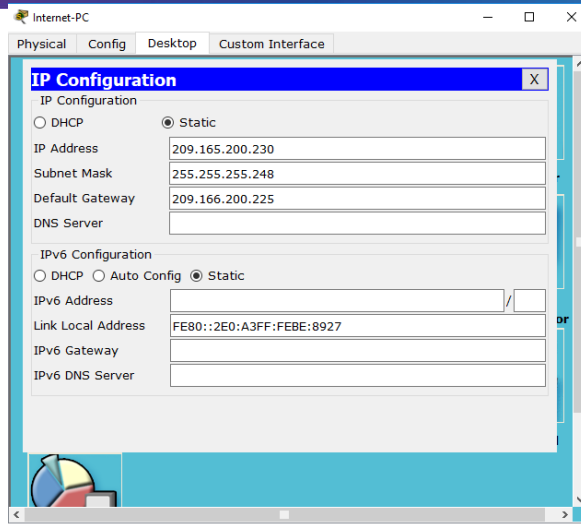 Internet-PC
Physical Config Desktop Custom Interface
IP Configuration X
IP Configuration
DHCP Static
IP Address 209.165.200.230
Subnet Mask 255.255.255.248
Default Gateway 209.166.200.225
DNS Server
IPv6 Configuration
DHCP Auto Config Static
IPv6 Address /
Link Local Address FE80::2E0:A3FF:FEBE:8927
IPv6 Gateway
IPv6 DNS Server
or